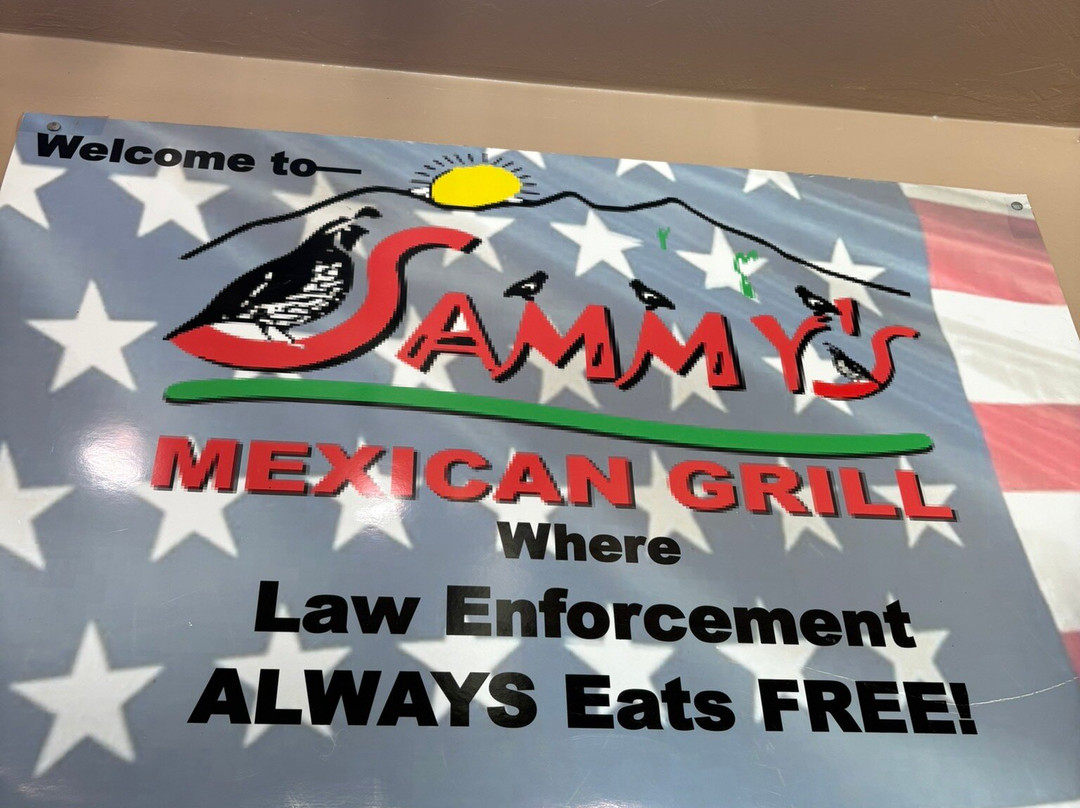 Welcome to—
SAMMY'S
MEXICAN GRILL
Where
Law Enforcement
ALWAYS Eats FREE!